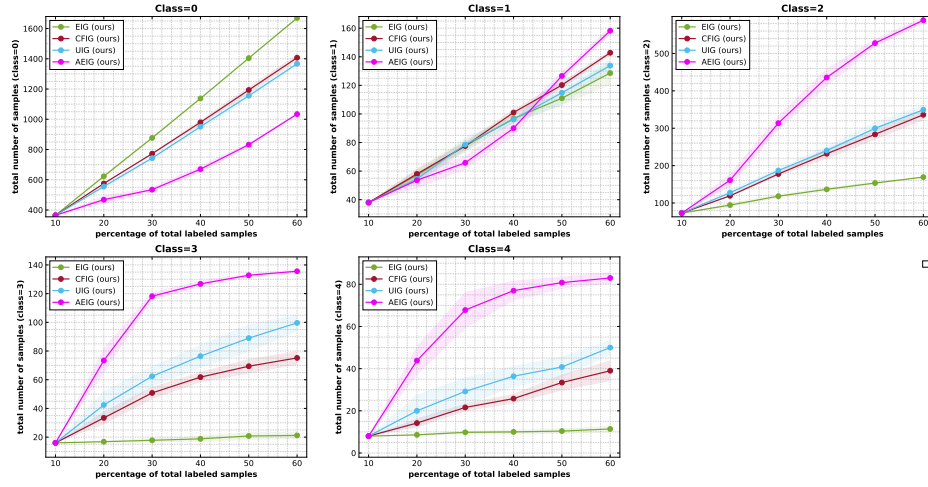 Class=0
total number of samples (class=0)
1600
1400
1200
1000
800
600
400
EIG (ours)
CFIG (ours)
UIG (ours)
AEIG (ours)
10 20 30 40 50 60
percentage of total labeled samples
Class=1
total number of samples (class=1)
160
140
120
100
80
60
40
EIG (ours)
CFIG (ours)
UIG (ours)
AEIG (ours)
10 20 30 40 50 60
percentage of total labeled samples
Class=2
total number of samples (class=2)
500
400
300
200
100
EIG (ours)
CFIG (ours)
UIG (ours)
AEIG (ours)
10 20 30 40 50 60
percentage of total labeled samples
Class=3
total number of samples (class=3)
140
120
100
80
60
40
20
EIG (ours)
CFIG (ours)
UIG (ours)
AEIG (ours)
10 20 30 40 50 60
percentage of total labeled samples
Class=4
total number of samples (class=4)
80
60
40
20
0
EIG (ours)
CFIG (ours)
UIG (ours)
AEIG (ours)
10 20 30 40 50 60
percentage of total labeled samples